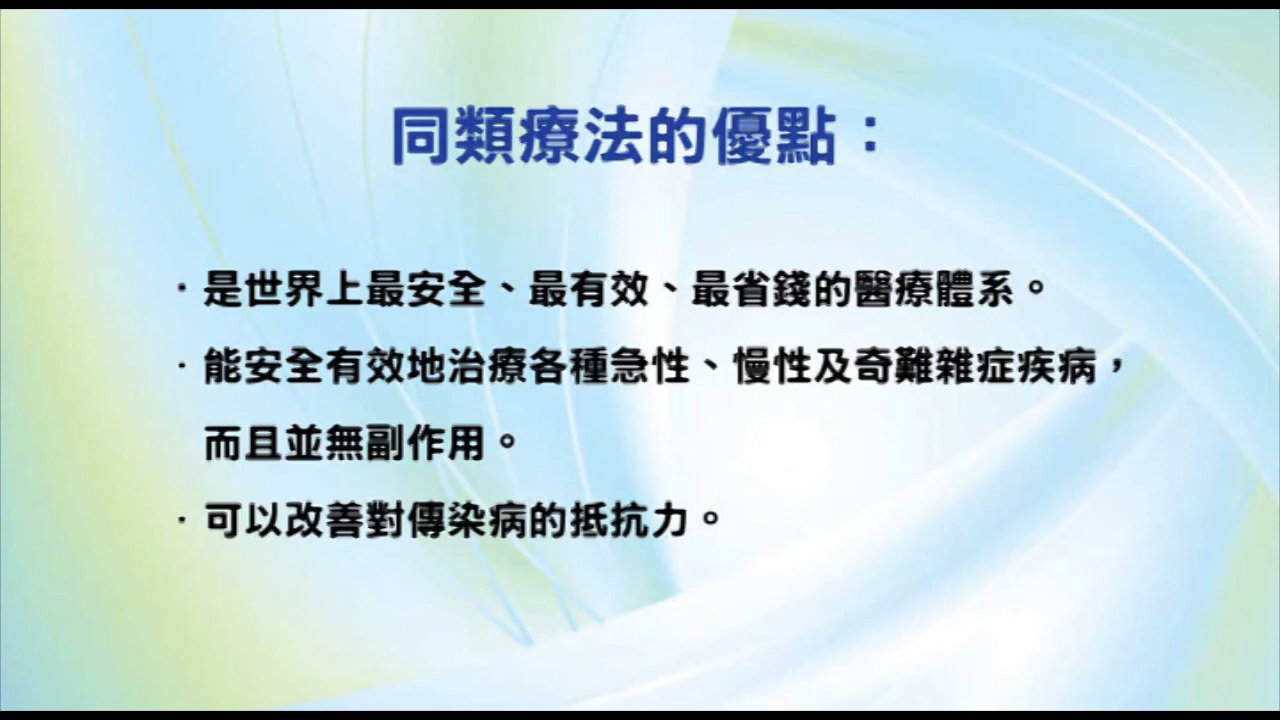 同類療法的優點：
·是世界上最安全、最有效、最省錢的醫療體系。
·能安全有效地治療各種急性、慢性及奇難雜症疾病，
而且並無副作用。
·可以改善對傳染病的抵抗力。